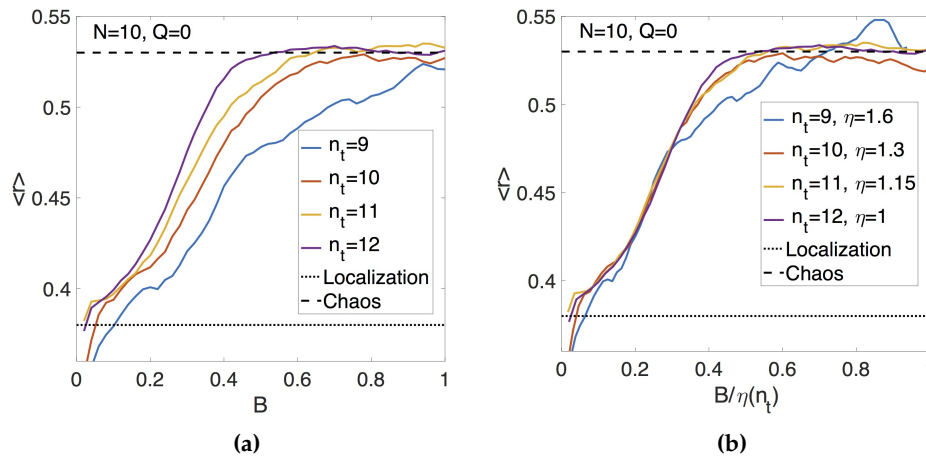 N=10, Q=0
0.55
0.5
0.45
0.4
<r>
0
0.2
0.4
0.6
0.8
1
B
n_t=9
n_t=10
n_t=11
n_t=12
Localization
Chaos
(a)
N=10, Q=0
0.55
0.5
0.45
0.4
<r>
0
0.2
0.4
0.6
0.8
B/η(n_t)
n_t=9, η=1.6
n_t=10, η=1.3
n_t=11, η=1.15
n_t=12, η=1
Localization
Chaos
(b)